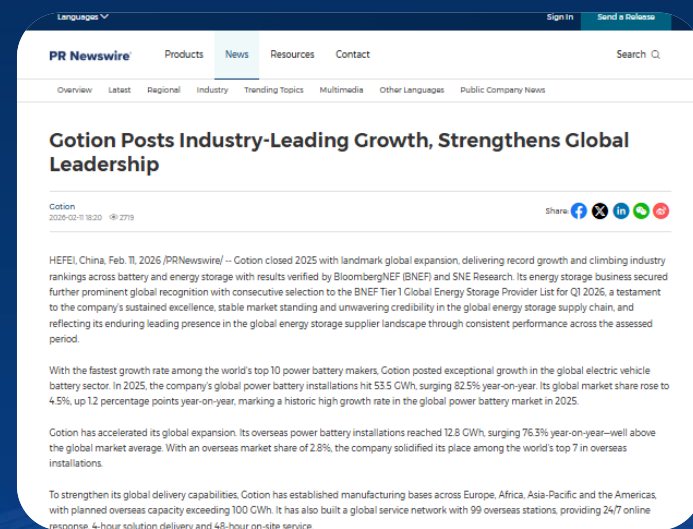 Languages
Sign In
Send a Release
PR Newswire
Products
News
Resources
Contact
Search
Overview
Latest
Regional
Industry
Trending Topics
Multimedia
Other Languages
Public Company News
Gotion Posts Industry-Leading Growth, Strengthens Global
Leadership
Gotion
2026-02-11 18:20
2719
Share:
HEFEI, China, Feb. 11, 2026 /PRNewswire/ -- Gotion closed 2025 with landmark global expansion, delivering record growth and climbing industry
rankings across battery and energy storage with results verified by BloombergNEF (BNEF) and SNE Research. Its energy storage business secured
further prominent global recognition with consecutive selection to the BNEF Tier 1 Global Energy Storage Provider List for Q1 2026, a testament
to the company's sustained excellence, stable market standing and unwavering credibility in the global energy storage supply chain, and
reflecting its enduring leading presence in the global energy storage supplier landscape through consistent performance across the assessed
period.
With the fastest growth rate among the world's top 10 power battery makers, Gotion posted exceptional growth in the global electric vehicle
battery sector. In 2025, the company's global power battery installations hit 53.5 GWh, surging 82.5% year-on-year. Its global market share rose to
4.5%, up 1.2 percentage points year-on-year, marking a historic high growth rate in the global power battery market in 2025.
Gotion has accelerated its global expansion. Its overseas power battery installations reached 12.8 GWh, surging 76.3% year-on-year—well above
the global market average. With an overseas market share of 2.8%, the company solidified its place among the world's top 7 in overseas
installations.
To strengthen its global delivery capabilities, Gotion has established manufacturing bases across Europe, Africa, Asia-Pacific and the Americas,
with planned overseas capacity exceeding 100 GWh. It has also built a global service network with 99 overseas stations, providing 24/7 online
response, 4-hour solution delivery and 48-hour on-site service.